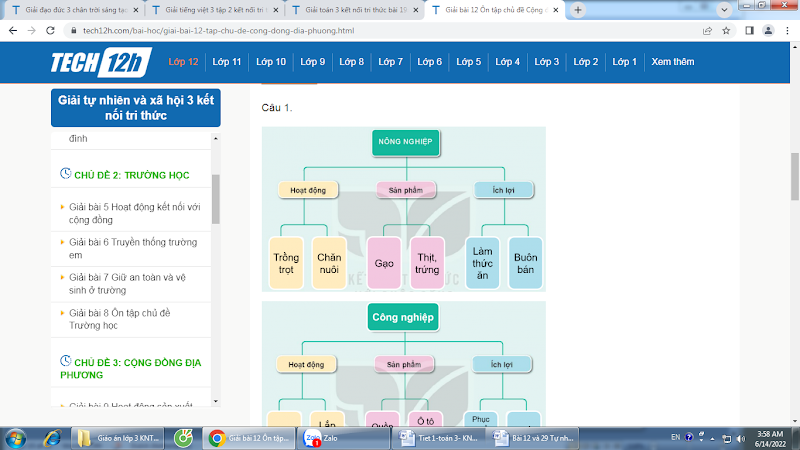 Giải đạo đức 3 chân trời sáng tạo
Giải tiếng việt 3 tập 2 kết nối tri
Giải toán 3 kết nối tri thức bài 15
Giải bài 12 Ôn tập chủ đề Cộng
tech12h.com/bai-hoc/giai-bai-12-tap-chu-de-cong-dong-dia-phuong.html
TECH 12h
Lớp 12 Lớp 11 Lớp 10 Lớp 9 Lớp 8 Lớp 7 Lớp 6 Lớp 5 Lớp 4 Lớp 3 Lớp 2 Lớp 1 Xem thêm
Giải tự nhiên và xã hội 3 kết
nối tri thức
đình
CHỦ ĐỀ 2: TRƯỜNG HỌC
Giải bài 5 Hoạt động kết nối với
cộng đồng
Giải bài 6 Truyền thống trường
em
Giải bài 7 Giữ an toàn và vệ
sinh ở trường
Giải bài 8 Ôn tập chủ đề
Trường học
CHỦ ĐỀ 3: CỘNG ĐỒNG ĐỊA
PHƯƠNG
Giải bài 9 Hoạt động sản xuất
Câu 1.
NÔNG NGHIỆP
Hoạt động Sản phẩm Ích lợi
Trồng
trọt
Chăn
nuôi
Gạo
Thịt,
trứng
Làm
thức
ăn
Buôn
bán
Công nghiệp
Hoạt động Sản phẩm Ích lợi
Lắp
Quần
Ô tô
Phục
Giáo án lớp 3 KNT...
Giải bài 12 Ôn tập...
Zalo
Tiet 1-toán 3- KN...
Bài 12 và 29 Tự nh...
EN
3:58 AM
6/14/2022